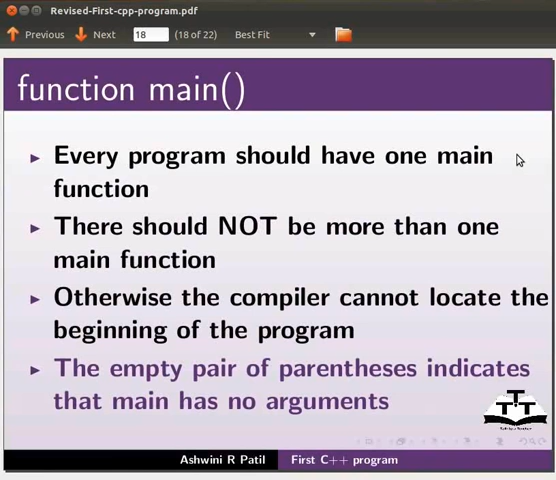 Revised-First-cpp-program.pdf
Previous Next 18 (18 of 22) Best Fit
function main()
Every program should have one main
function
There should NOT be more than one
main function
Otherwise the compiler cannot locate the
beginning of the program
The empty pair of parentheses indicates
that main has no arguments
Ashwini R Patil First C++ program